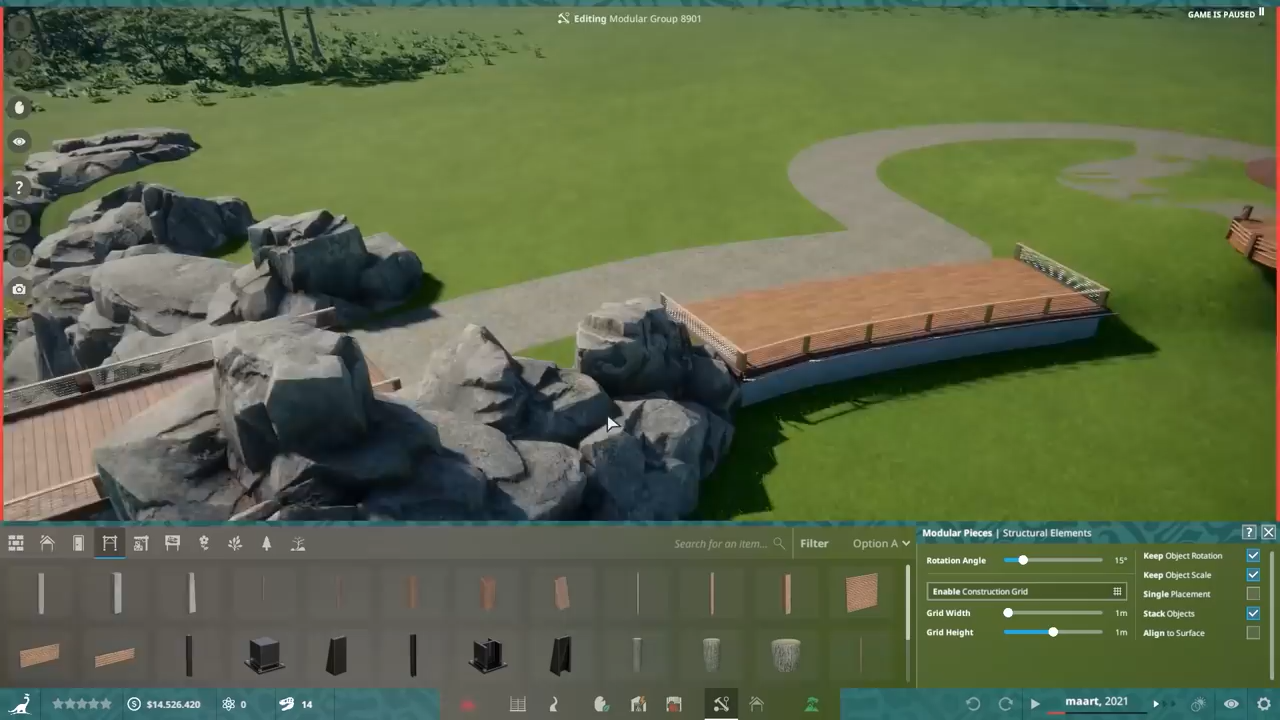 Editing Modular Group 8901
GAME IS PAUSED
?
Search for an item...
Filter
Option A
Modular Pieces | Structural Elements
?
Rotation Angle
15°
Enable Construction Grid
Grid Width
1m
Grid Height
1m
Keep Object Rotation
Keep Object Scale
Single Placement
Stack Objects
Align to Surface
$14.526.420
0
14
maart, 2021